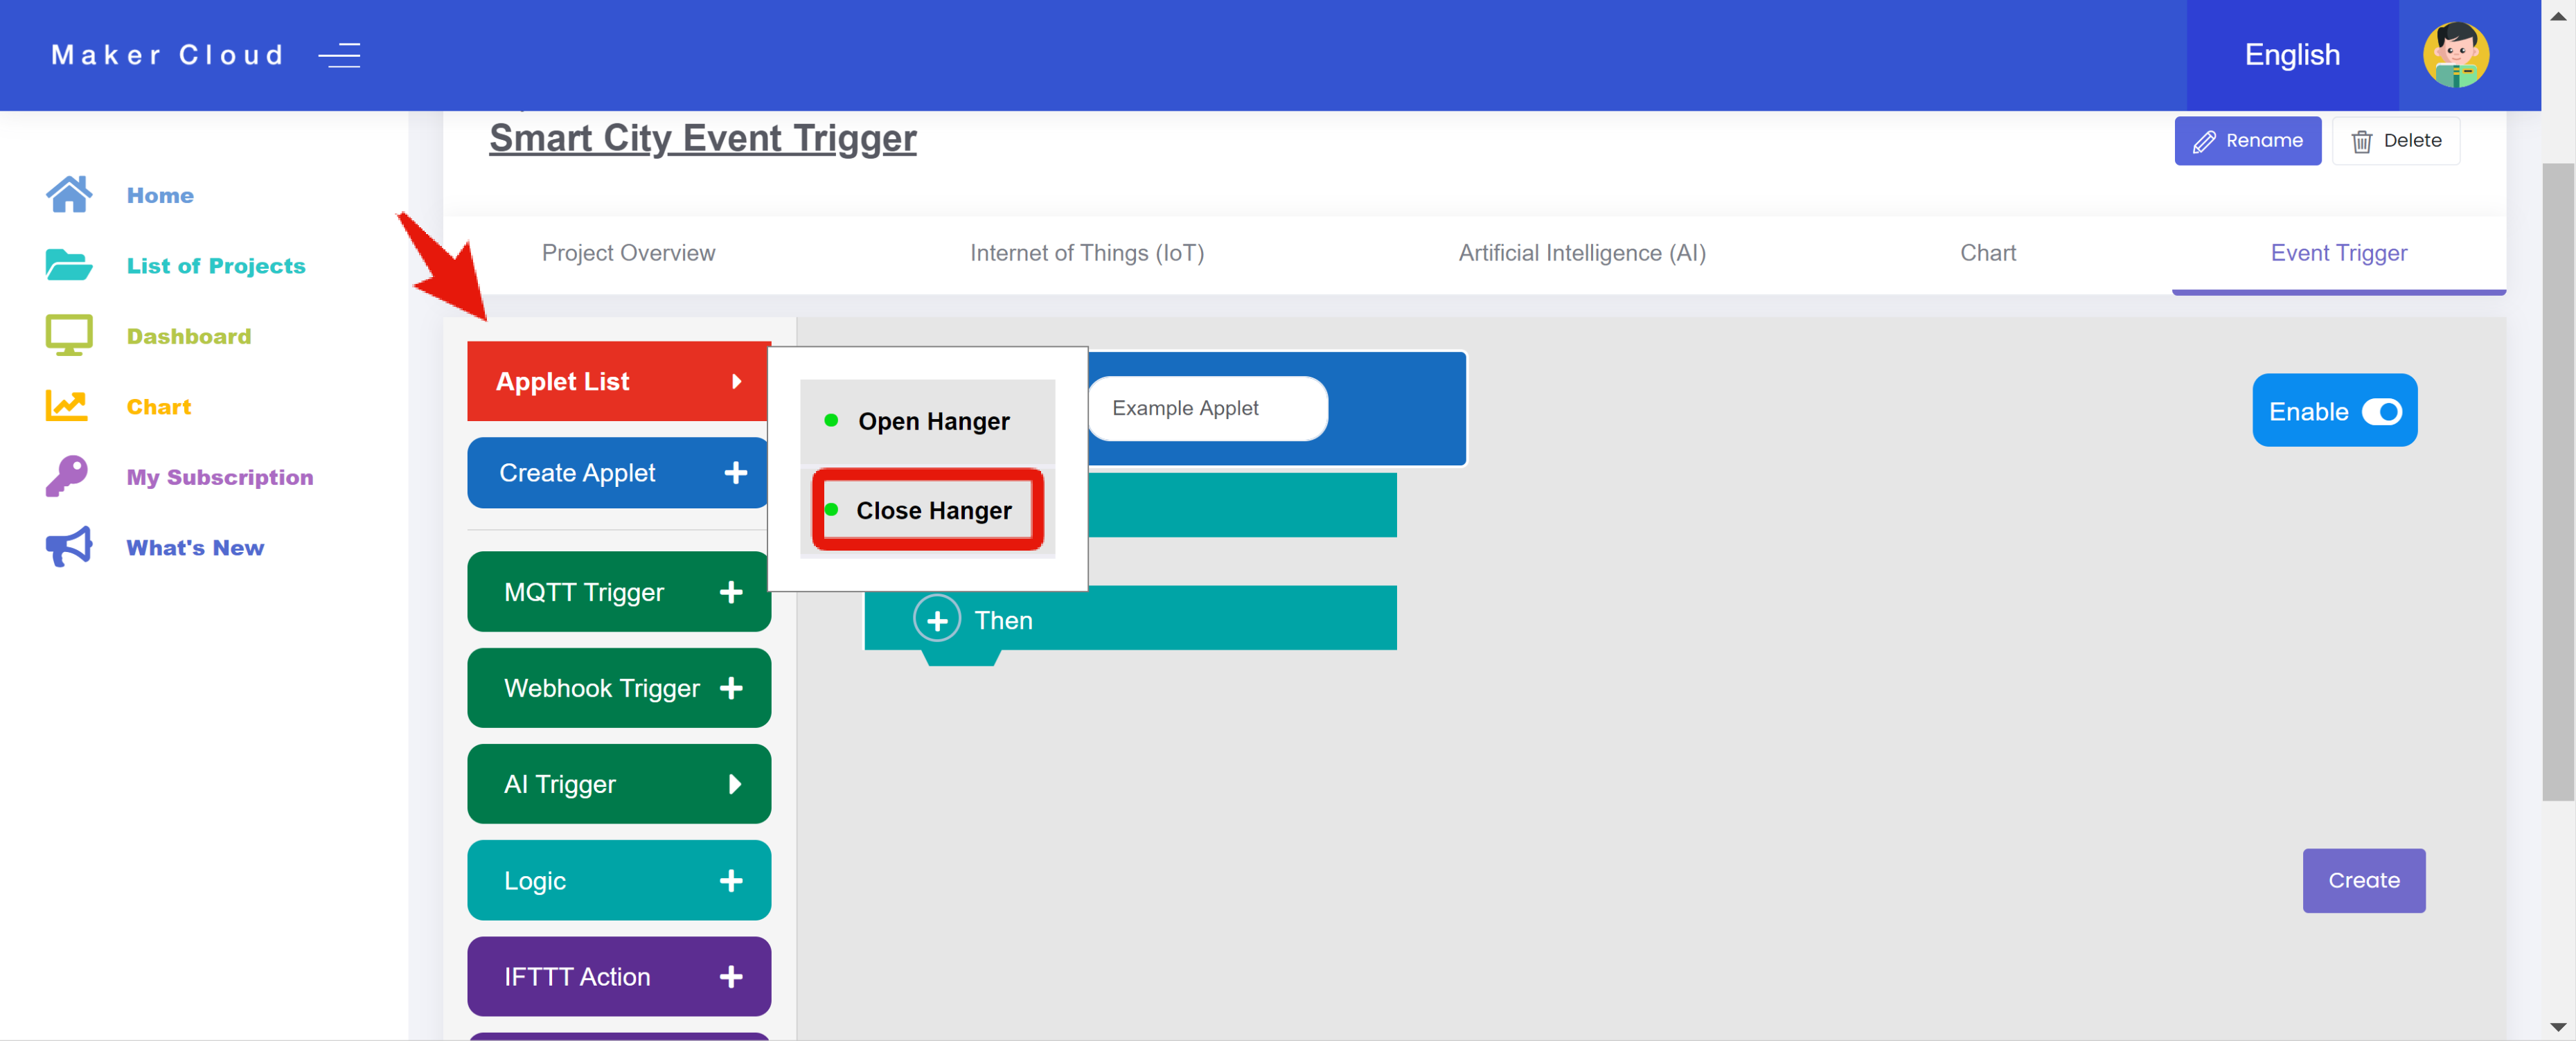 Maker Cloud
English
Smart City Event Trigger
Rename
Delete
Home
List of Projects
Dashboard
Chart
My Subscription
What's New
Project Overview
Internet of Things (IoT)
Artificial Intelligence (AI)
Chart
Event Trigger
Applet List
Create Applet
MQTT Trigger
Webhook Trigger
AI Trigger
Logic
IFTTT Action
Open Hanger
Close Hanger
Example Applet
Then
Enable
Create